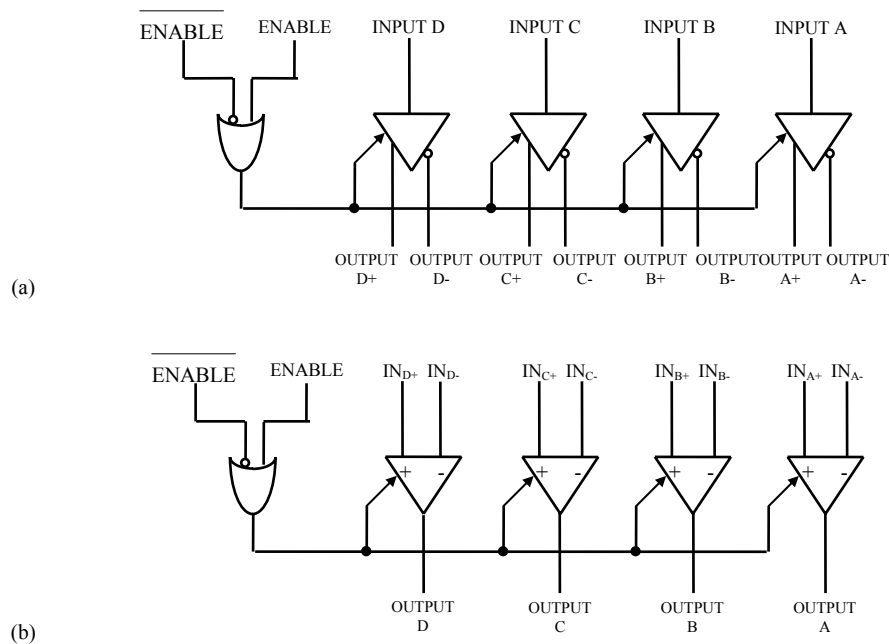 ENABLE ENABLE INPUT D INPUT C INPUT B INPUT A
OUTPUT OUTPUT OUTPUT OUTPUT OUTPUT OUTPUT OUTPUT OUTPUT
D+ D- C+ C- B+ B- A+ A-
(a)
ENABLE ENABLE IND+ IND- INC+ INC- INB+ INB- INA+ INA-
+ - + - + - + -
OUTPUT OUTPUT OUTPUT OUTPUT
D C B A
(b)